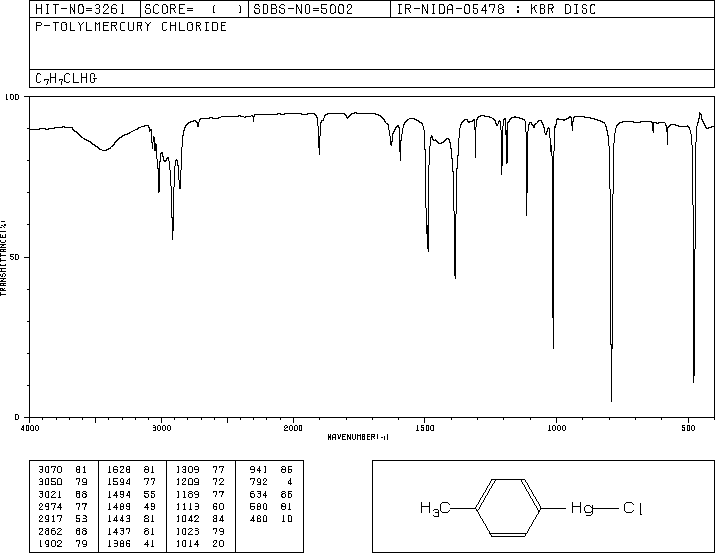 HIT-NO=3261 SCORE= ( ) SDBS-NO=5002 IR-NIDA-05478 : KBR DISC
P-TOLYLMERCURY CHLORIDE
C7H7CLHG
100
50
0
TRANSMITTANCE(%)
4000 3000 2000 1500 1000 500
WAVENUMBER(-1)
3070 81 1628 81 1309 77 941 86
3050 79 1594 77 1209 72 792 4
3021 68 1494 55 1189 77 634 86
2974 77 1489 49 1113 60 580 81
2917 53 1443 81 1042 84 480 10
2862 68 1437 81 1023 79
1902 79 1386 41 1014 20
H3C Hg Cl